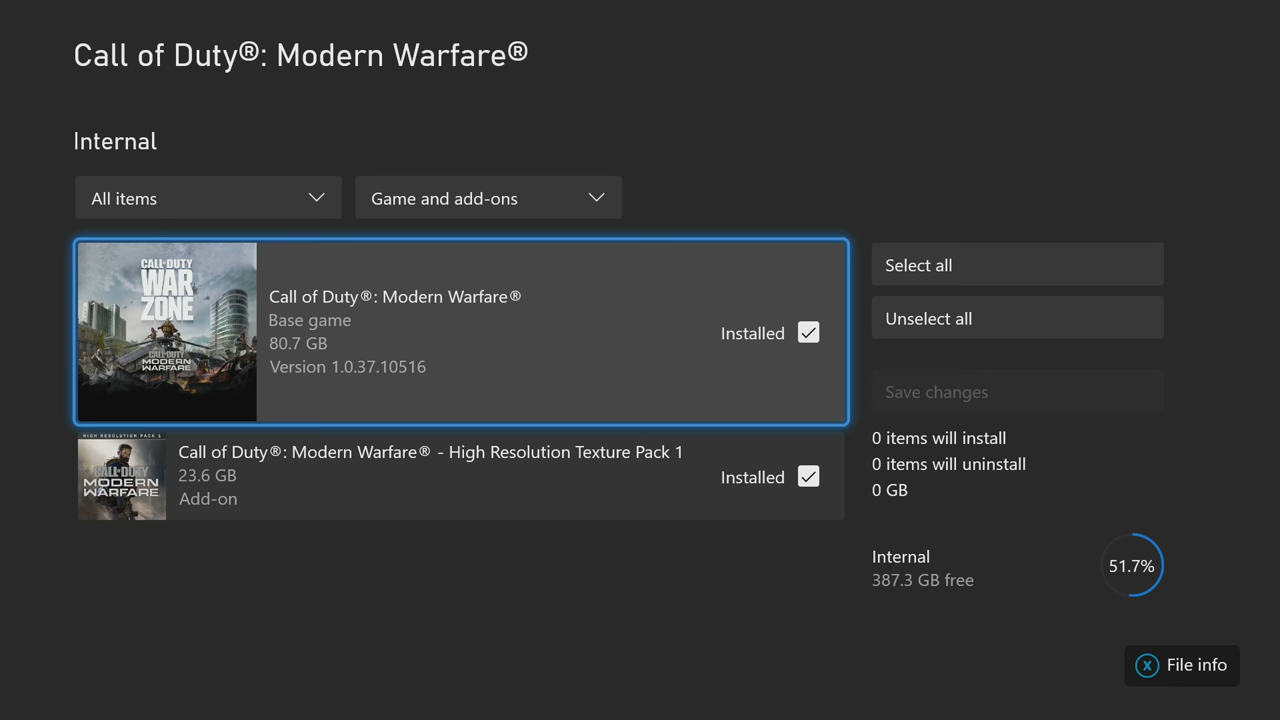 Call of Duty®: Modern Warfare®
Internal
All items
Game and add-ons
CALL OF DUTY
WAR
ZONE
CALL OF DUTY
MODERN
WARFARE
Call of Duty®: Modern Warfare®
Base game
80.7 GB
Version 1.0.37.10516
Installed
HIGH RESOLUTION PACK 1
CALL OF DUTY
MODERN
WARFARE
Call of Duty®: Modern Warfare® - High Resolution Texture Pack 1
23.6 GB
Add-on
Installed
Select all
Unselect all
Save changes
0 items will install
0 items will uninstall
0 GB
Internal
387.3 GB free
51.7%
X File info